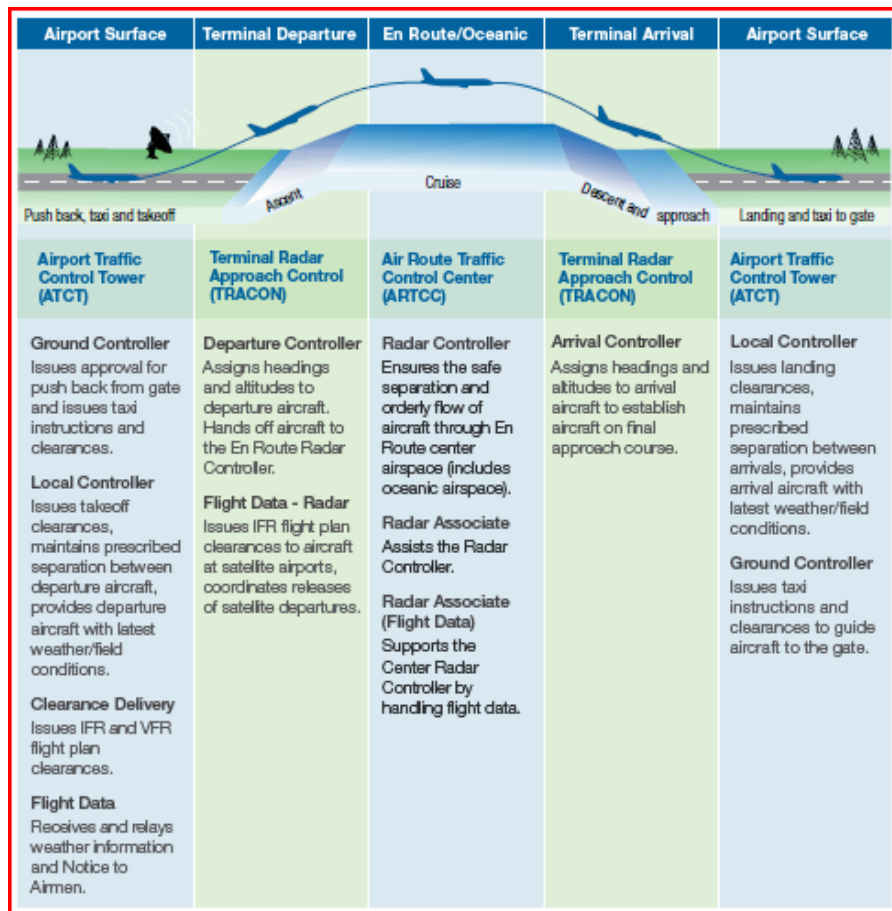 Airport Surface
Terminal Departure
En Route/Oceanic
Terminal Arrival
Airport Surface
Push back, taxi and takeoff
Ascent
Cruise
Descent and
approach
Landing and taxi to gate
Airport Traffic
Control Tower
(ATCT)
Ground Controller
Issues approval for
push back from gate
and issues taxi
instructions and
clearances.
Local Controller
Issues takeoff
clearances,
maintains prescribed
separation between
departure aircraft,
provides departure
aircraft with latest
weather/field
conditions.
Clearance Delivery
Issues IFR and VFR
flight plan
clearances.
Flight Data
Receives and relays
weather information
and Notice to
Airmen.
Terminal Radar
Approach Control
(TRACON)
Departure Controller
Assigns headings
and altitudes to
departure aircraft.
Hands off aircraft to
the En Route Radar
Controller.
Flight Data - Radar
Issues IFR flight plan
clearances to aircraft
at satellite airports,
coordinates releases
of satellite departures.
Air Route Traffic
Control Center
(ARTCC)
Radar Controller
Ensures the safe
separation and
orderly flow of
aircraft through En
Route center
airspace (includes
oceanic airspace).
Radar Associate
Assists the Radar
Controller.
Radar Associate
(Flight Data)
Supports the
Center Radar
Controller by
handling flight data.
Terminal Radar
Approach Control
(TRACON)
Arrival Controller
Assigns headings and
altitudes to arrival
aircraft to establish
aircraft on final
approach course.
Airport Traffic
Control Tower
(ATCT)
Local Controller
Issues landing
clearances,
maintains
prescribed
separation between
arrivals, provides
arrival aircraft with
latest weather/field
conditions.
Ground Controller
Issues taxi
instructions and
clearances to guide
aircraft to the gate.